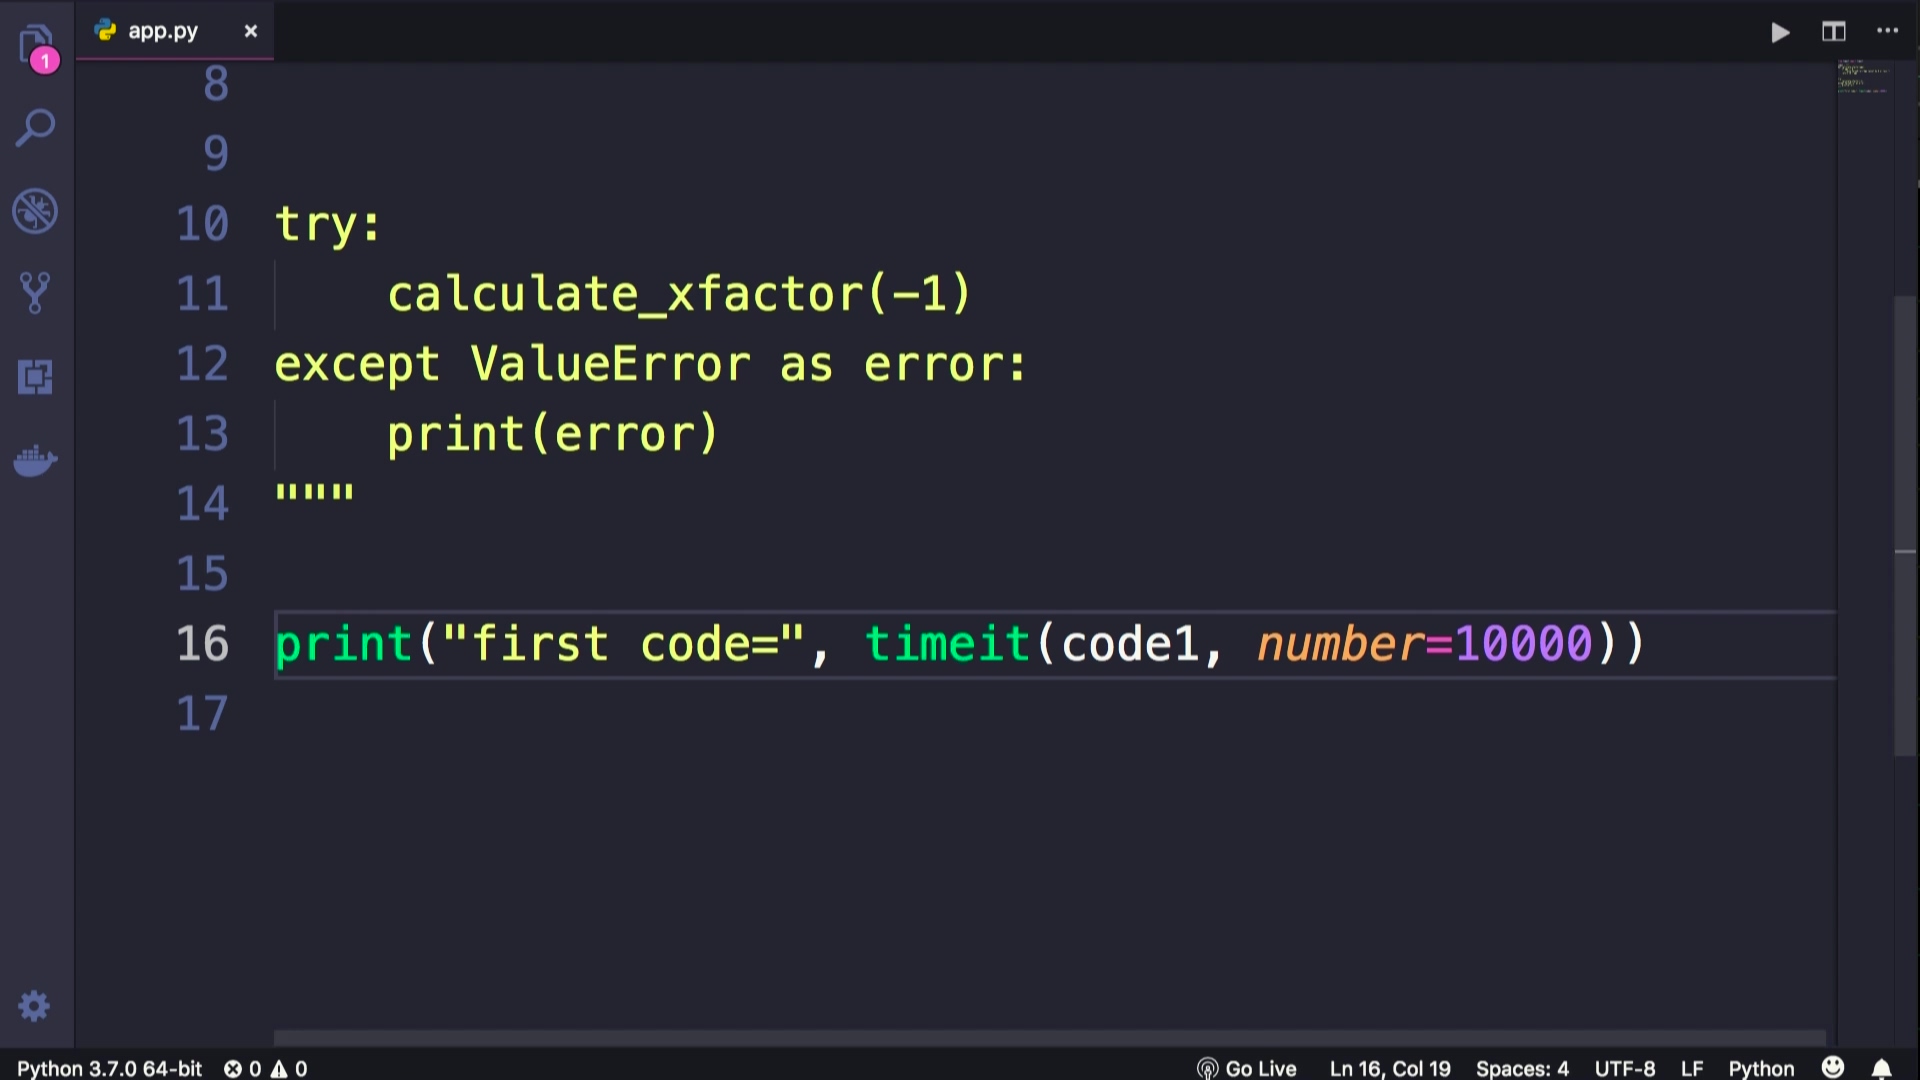 app.py
1
8
9
10 try:
11 calculate_xfactor(-1)
12 except ValueError as error:
13 print(error)
14 """
15
16 print("first code=", timeit(code1, number=10000))
17
Python 3.7.0 64-bit 0 0 Go Live Ln 16, Col 19 Spaces: 4 UTF-8 LF Python